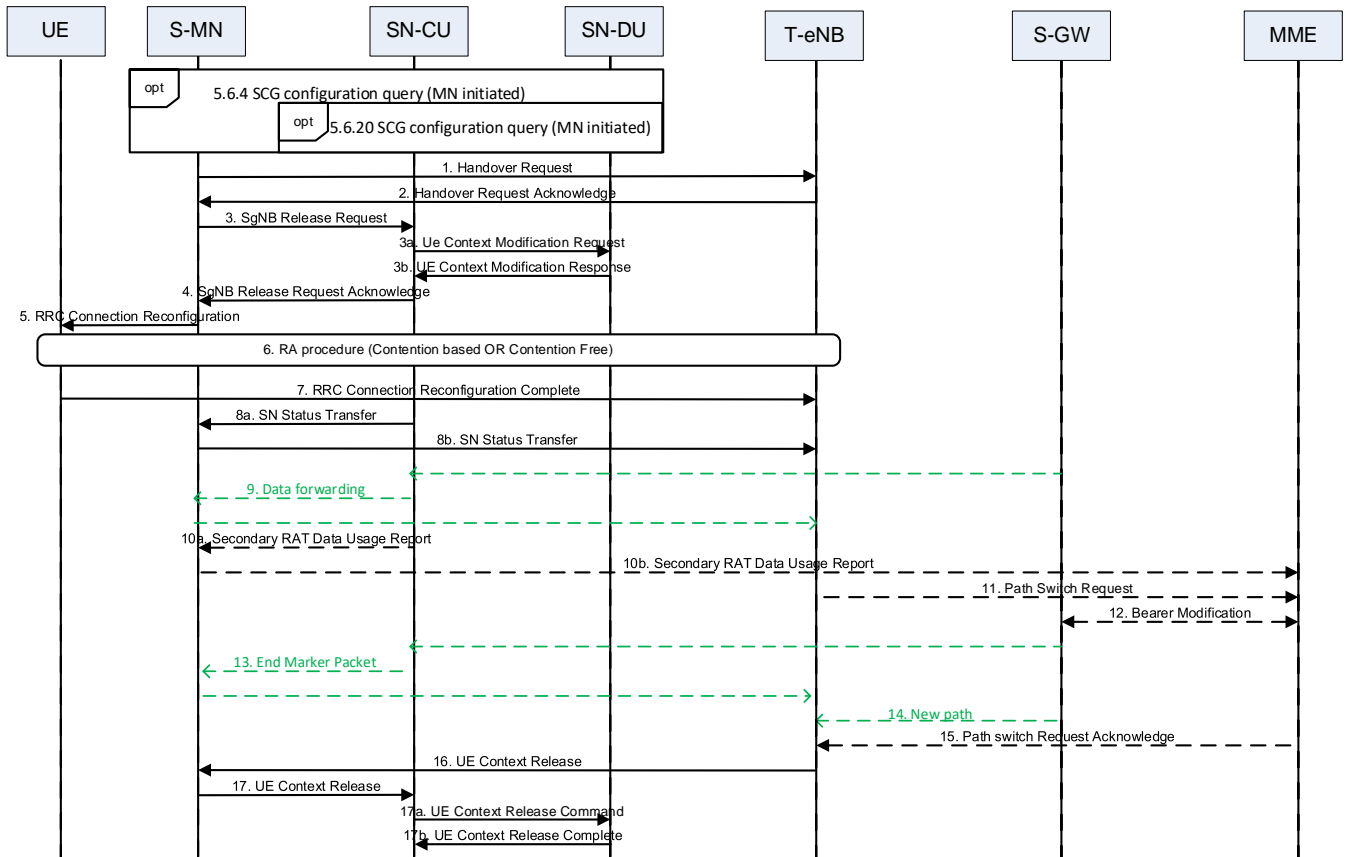 UE
S-MN
SN-CU
SN-DU
T-eNB
S-GW
MME
opt
5.6.4 SCG configuration query (MN initiated)
opt
5.6.20 SCG configuration query (MN initiated)
1. Handover Request
2. Handover Request Acknowledge
3. SgNB Release Request
3a. Ue Context Modification Request
3b. UE Context Modification Response
4. SgNB Release Request Acknowledge
5. RRC Connection Reconfiguration
6. RA procedure (Contention based OR Contention Free)
7. RRC Connection Reconfiguration Complete
8a. SN Status Transfer
8b. SN Status Transfer
9. Data forwarding
10a. Secondary RAT Data Usage Report
10b. Secondary RAT Data Usage Report
11. Path Switch Request
12. Bearer Modification
13. End Marker Packet
14. New path
15. Path switch Request Acknowledge
16. UE Context Release
17. UE Context Release
17a. UE Context Release Command
17b. UE Context Release Complete